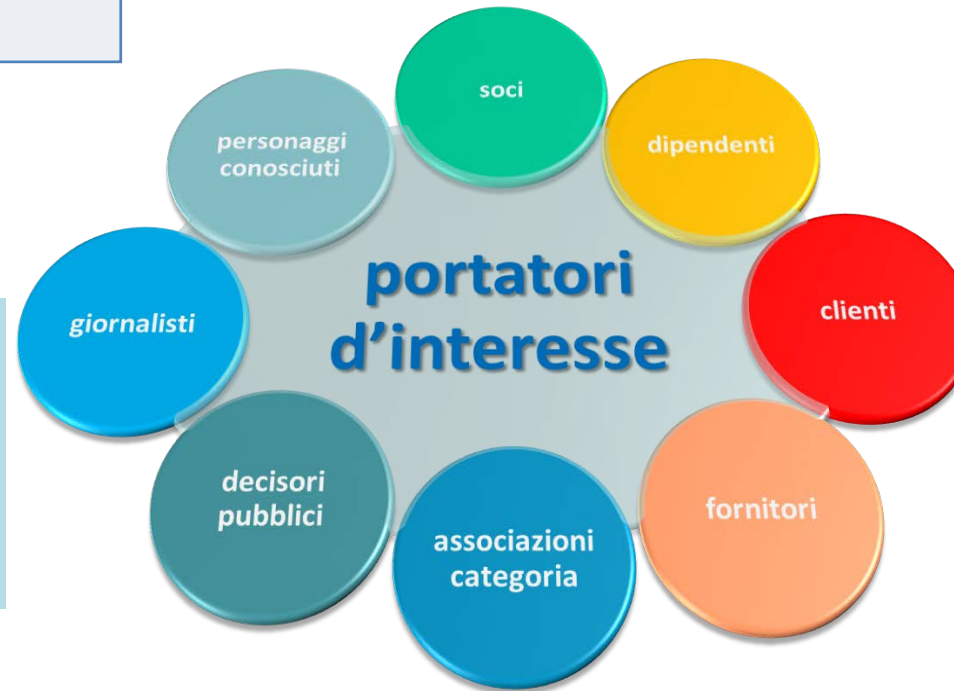 soci
dipendenti
personaggi
conosciuti
portatori
d'interesse
clienti
giornalisti
decisori
pubblici
fornitori
associazioni
categoria